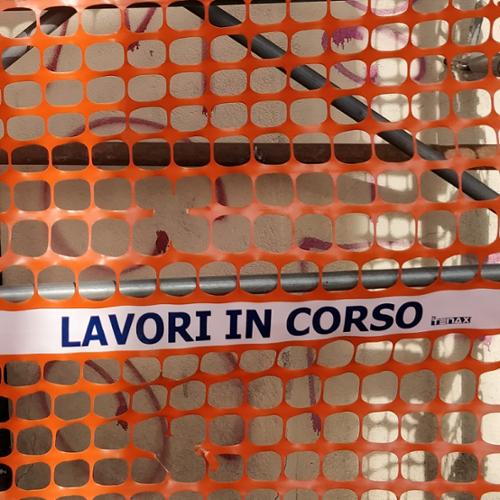 LAVORI IN CORSO TENAX